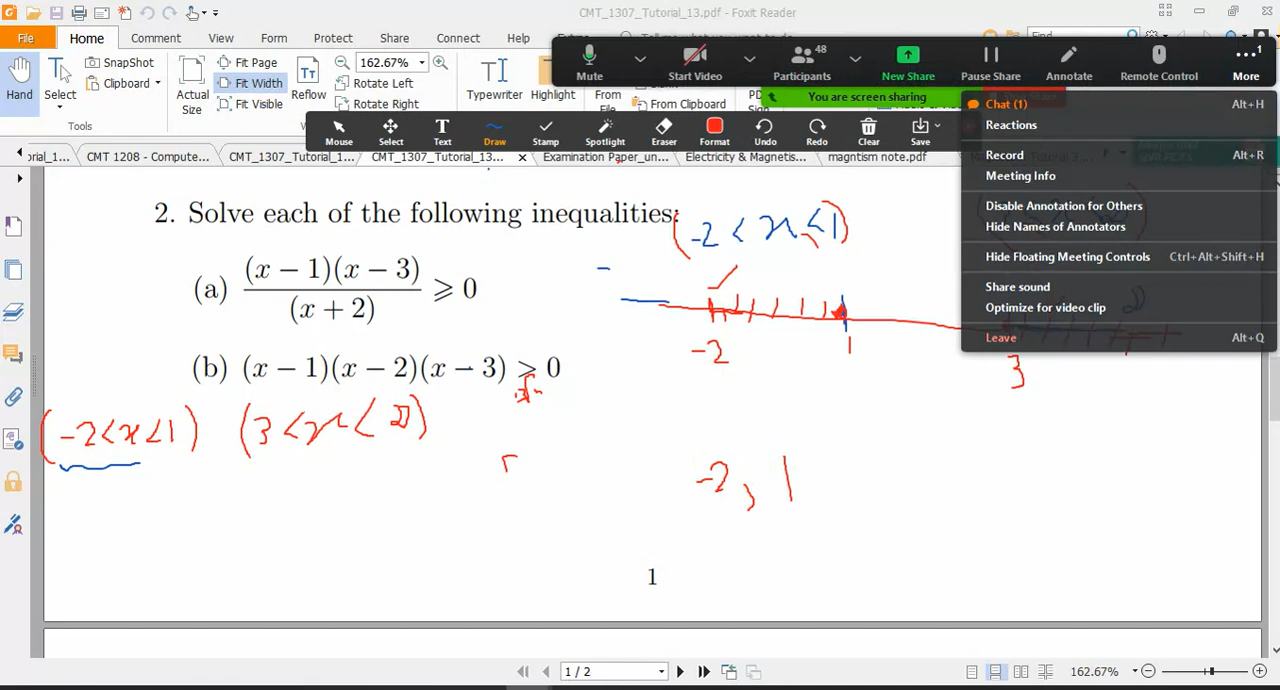 CMT_1307_Tutorial_13.pdf - Foxit Reader
File Home Comment View Form Protect Share Connect Help
Find
Hand
Select
SnapShot
Clipboard
Tools
Actual Size
Fit Page
Fit Width
Fit Visible
Reflow
162.67%
Rotate Left
Rotate Right
Typewriter
Highlight
From File
From Clipboard
Mute
Start Video
48
Participants
New Share
Pause Share
Annotate
Remote Control
1
More
You are screen sharing
Mouse Select Text Draw Stamp Spotlight Eraser Format Undo Redo Clear Save
Chat (1) Alt+H
Reactions
Record Alt+R
Meeting Info
Disable Annotation for Others
Hide Names of Annotators
Hide Floating Meeting Controls Ctrl+Alt+Shift+H
Share sound
Optimize for video clip
Leave Alt+Q
rial_1... CMT 1208 - Compute... CMT_1307_Tutorial_1... CMT_1307_Tutorial_13... Examination Paper_un... Electricity & Magnetis... magntism note.pdf
2. Solve each of the following inequalities:
(-2 < x < 1)
(a) (x − 1)(x − 3) / (x + 2) ⩾ 0
-2 1 3
(b) (x − 1)(x − 2)(x − 3) ⩾ 0
(-2 < x < 1) (3 < x <
-2, 1
1
1 / 2
162.67%